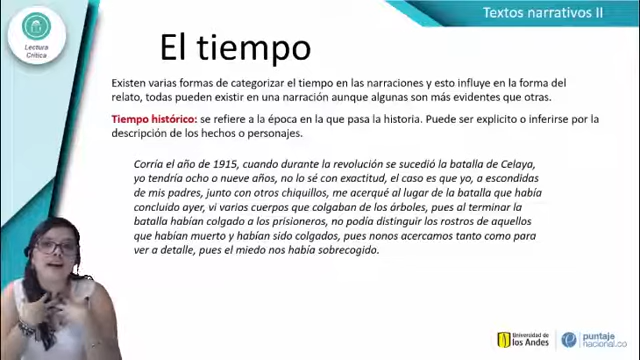 Textos narrativos II
Lectura
Crítica
El tiempo
Existen varias formas de categorizar el tiempo en las narraciones y esto influye en la forma del
relato, todas pueden existir en una narración aunque algunas son más evidentes que otras.
Tiempo histórico: se refiere a la época en la que pasa la historia. Puede ser explicito o inferirse por la
descripción de los hechos o personajes.
Corría el año de 1915, cuando durante la revolución se sucedió la batalla de Celaya,
yo tendría ocho o nueve años, no lo sé con exactitud, el caso es que yo, a escondidas
de mis padres, junto con otros chiquillos, me acerqué al lugar de la batalla que había
concluido ayer, vi varios cuerpos que colgaban de los árboles, pues al terminar la
batalla habían colgado a los prisioneros, no podía distinguir los rostros de aquellos
que habían muerto y habían sido colgados, pues nonos acercamos tanto como para
ver a detalle, pues el miedo nos había sobrecogido.
Universidad de
los Andes
puntaje
nacional.co